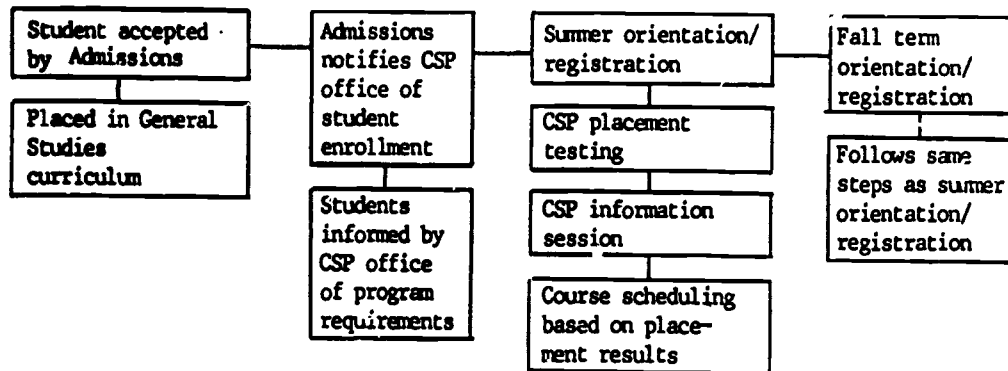 Student accepted
by Admissions
Placed in General
Studies
curriculum
Admissions
notifies CSP
office of
student
enrollment
Students
informed by
CSP office
of program
requirements
Summer orientation/
registration
CSP placement
testing
CSP information
session
Course scheduling
based on place-
ment results
Fall term
orientation/
registration
Follows same
steps as summer
orientation/
registration